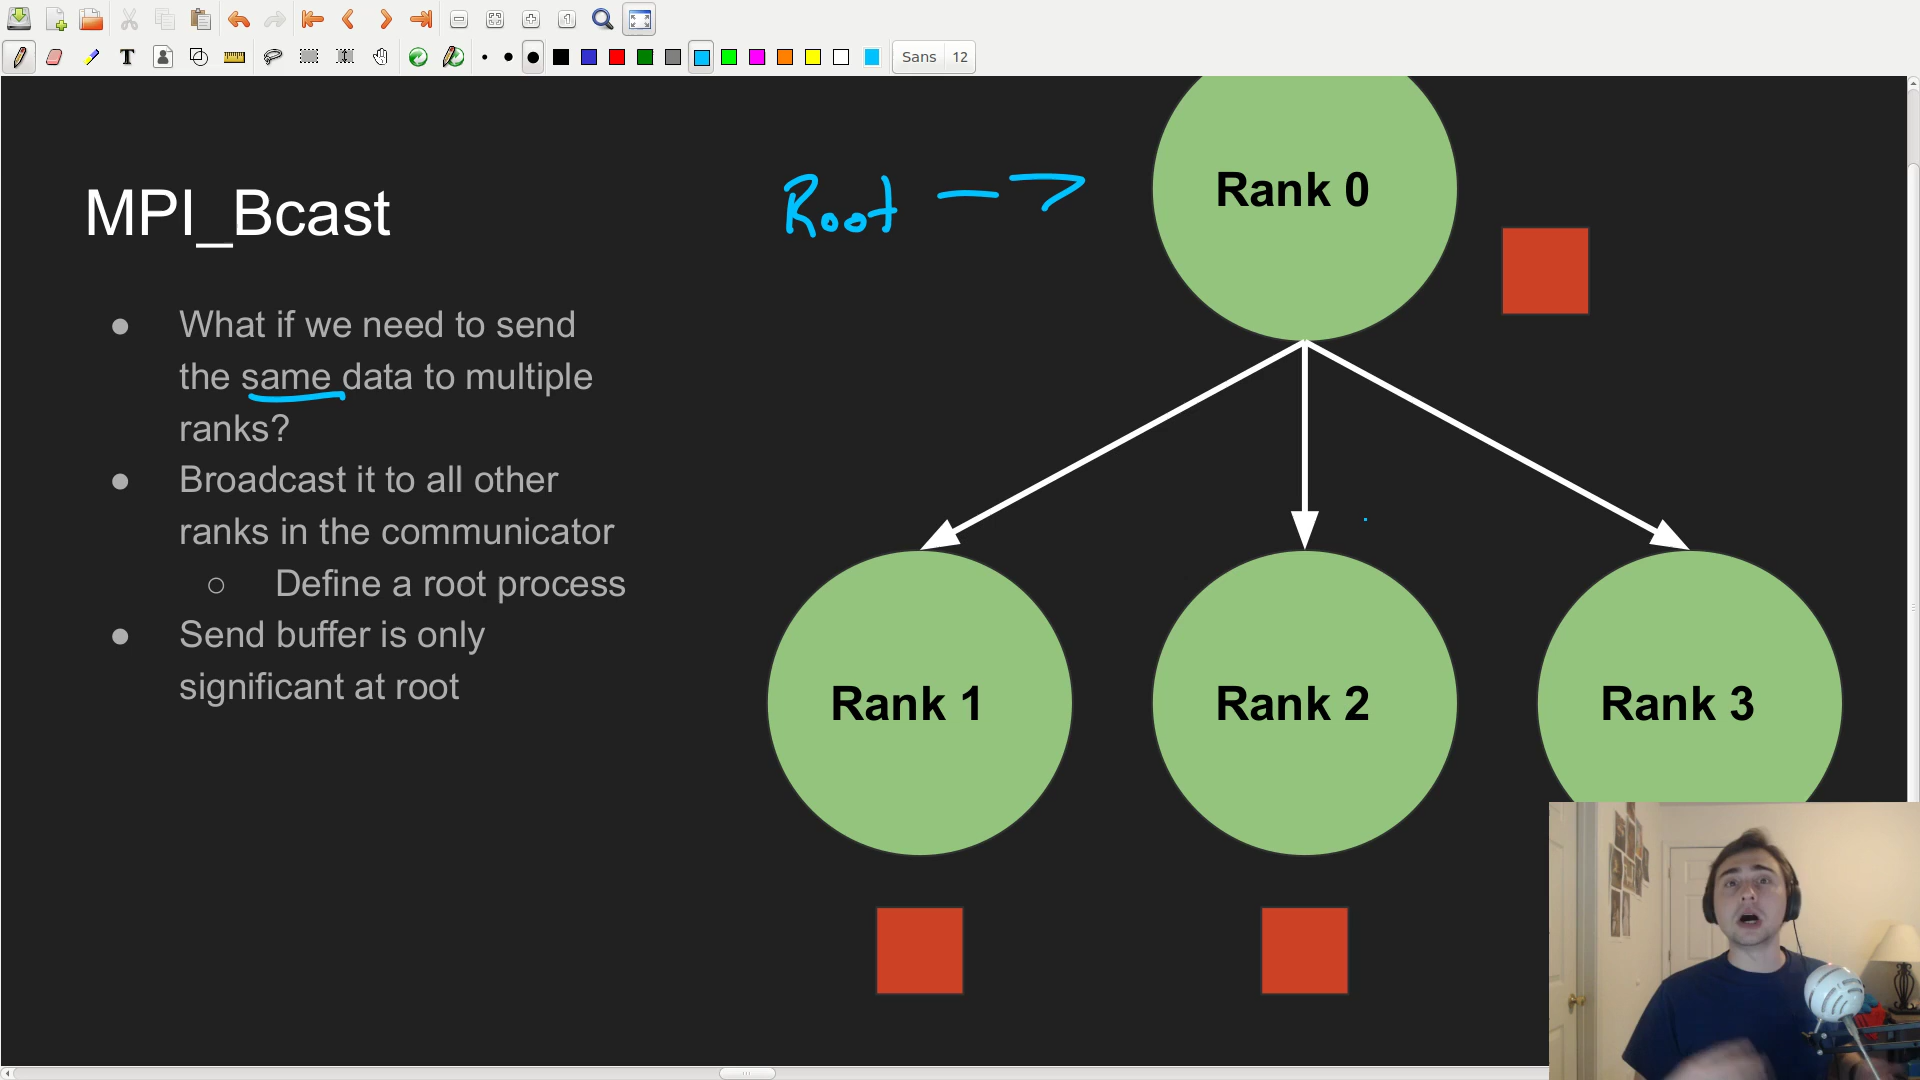 Sans 12
MPI_Bcast
Root
Rank 0
● What if we need to send
the same data to multiple
ranks?
● Broadcast it to all other
ranks in the communicator
○ Define a root process
● Send buffer is only
significant at root
Rank 1
Rank 2
Rank 3